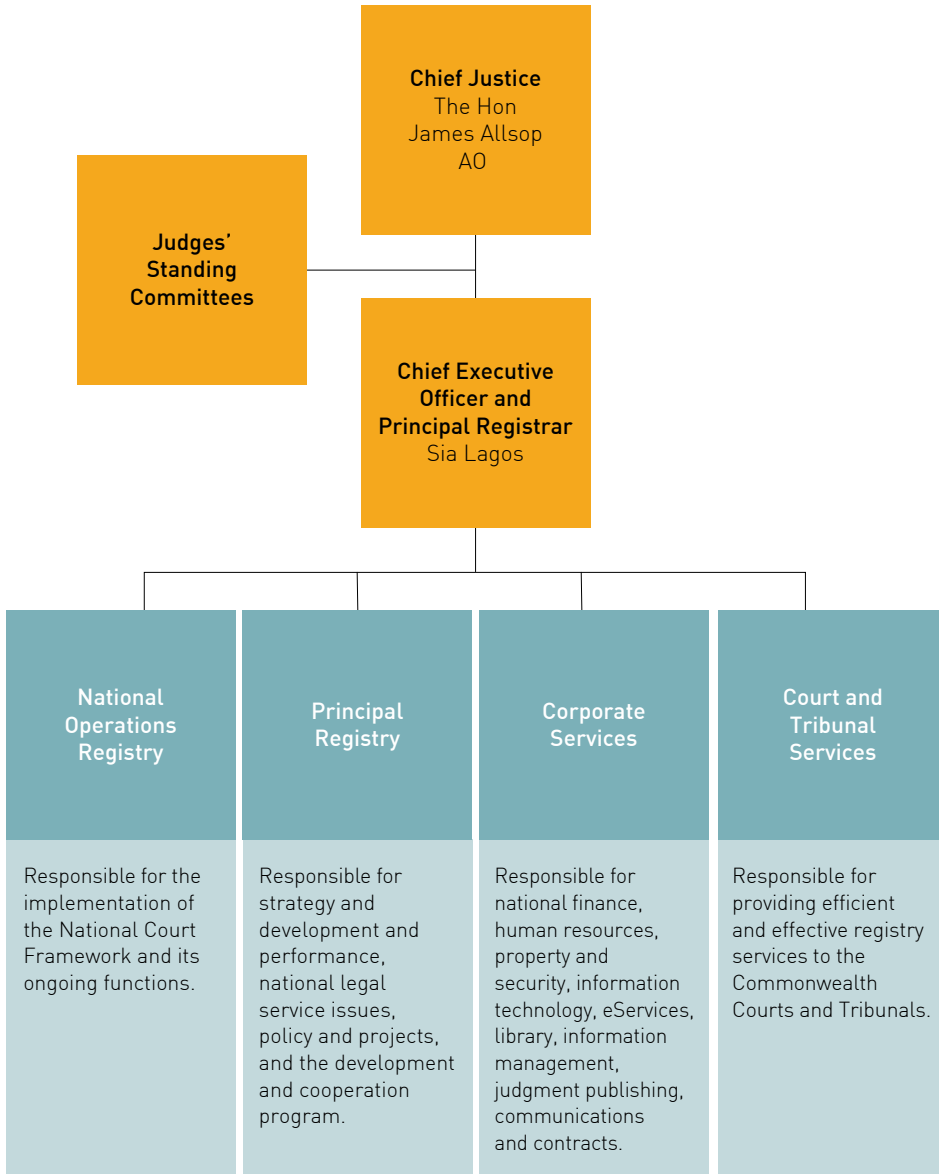 Chief Justice
The Hon
James Allsop
AO
Judges’
Standing
Committees
Chief Executive
Officer and
Principal Registrar
Sia Lagos
National
Operations
Registry
Responsible for the
implementation of
the National Court
Framework and its
ongoing functions.
Principal
Registry
Responsible for
strategy and
development and
performance,
national legal
service issues,
policy and projects,
and the development
and cooperation
program.
Corporate
Services
Responsible for
national finance,
human resources,
property and
security, information
technology, eServices,
library, information
management,
judgment publishing,
communications
and contracts.
Court and
Tribunal
Services
Responsible for
providing efficient
and effective registry
services to the
Commonwealth
Courts and Tribunals.